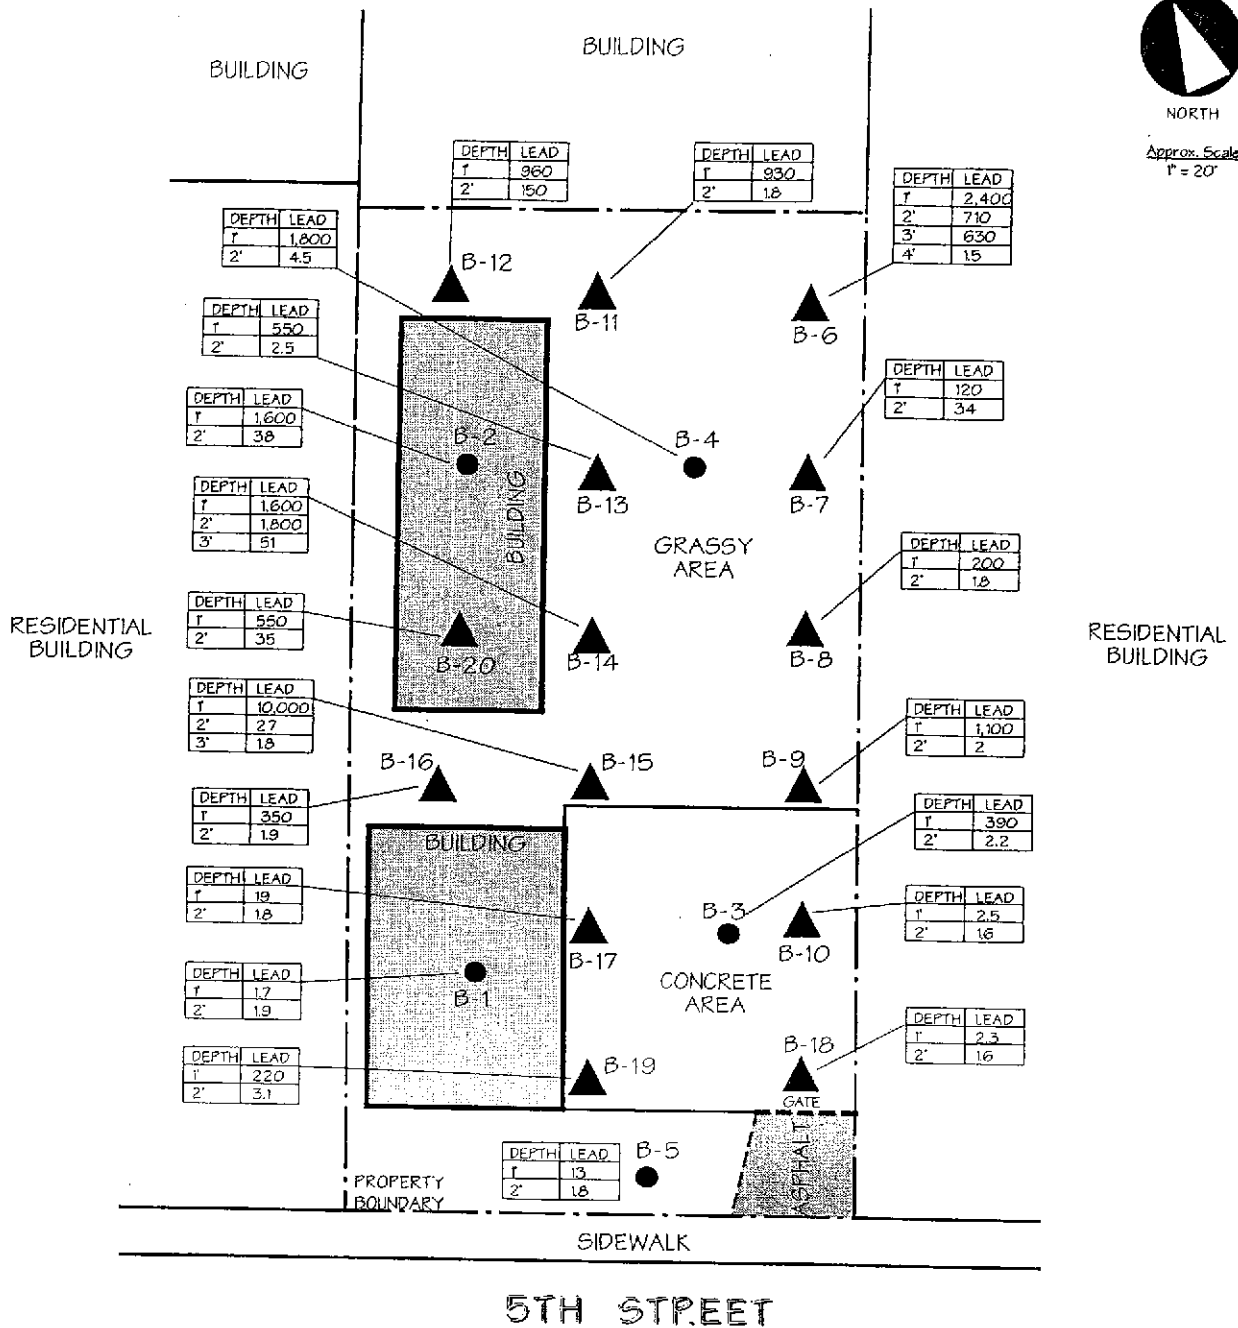 BUILDING
BUILDING
NORTH
Approx. Scale
1" = 20'
DEPTH LEAD
1' 960
2' 150
DEPTH LEAD
1' 930
2' 1.8
DEPTH LEAD
1' 2,400
2' 710
3' 630
4' 1.5
DEPTH LEAD
1' 1,800
2' 4.5
B-12
B-11
B-6
DEPTH LEAD
1' 550
2' 2.5
DEPTH LEAD
1' 120
2' 34
DEPTH LEAD
1' 1,600
2' 38
B-2
B-4
BUILDING
B-13
B-7
DEPTH LEAD
1' 1,600
2' 1,800
3' 51
GRASSY
AREA
DEPTH LEAD
1' 200
2' 1.8
DEPTH LEAD
1' 550
2' 35
RESIDENTIAL
BUILDING
B-20
B-14
B-8
RESIDENTIAL
BUILDING
DEPTH LEAD
1' 10,000
2' 27
3' 1.8
DEPTH LEAD
1' 1,100
2' 2
B-16
B-15
B-9
DEPTH LEAD
1' 350
2' 1.9
DEPTH LEAD
1' 390
2' 2.2
BUILDING
DEPTH LEAD
1' 19
2' 1.8
B-3
DEPTH LEAD
1' 2.5
2' 1.6
B-17
B-10
DEPTH LEAD
1' 1.7
2' 1.9
B-1
CONCRETE
AREA
DEPTH LEAD
1' 2.3
2' 1.6
DEPTH LEAD
1' 220
2' 3.1
B-19
B-18
GATE
ASPHALT
DEPTH LEAD
1' 13
2' 1.8
B-5
PROPERTY
BOUNDARY
SIDEWALK
5TH STREET